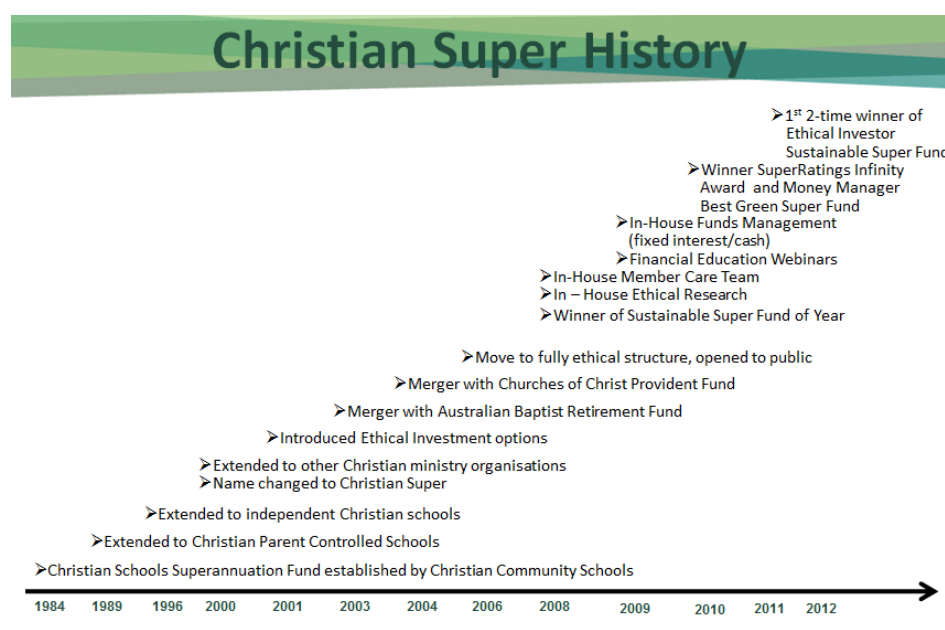 Christian Super History
➢1st 2-time winner of
Ethical Investor
Sustainable Super Fund
➢Winner SuperRatings Infinity
Award and Money Manager
Best Green Super Fund
➢In-House Funds Management
(fixed interest/cash)
➢Financial Education Webinars
➢In-House Member Care Team
➢In – House Ethical Research
➢Winner of Sustainable Super Fund of Year
➢Move to fully ethical structure, opened to public
➢Merger with Churches of Christ Provident Fund
➢Merger with Australian Baptist Retirement Fund
➢Introduced Ethical Investment options
➢Extended to other Christian ministry organisations
➢Name changed to Christian Super
➢Extended to independent Christian schools
➢Extended to Christian Parent Controlled Schools
➢Christian Schools Superannuation Fund established by Christian Community Schools
1984 1989 1996 2000 2001 2003 2004 2006 2008 2009 2010 2011 2012